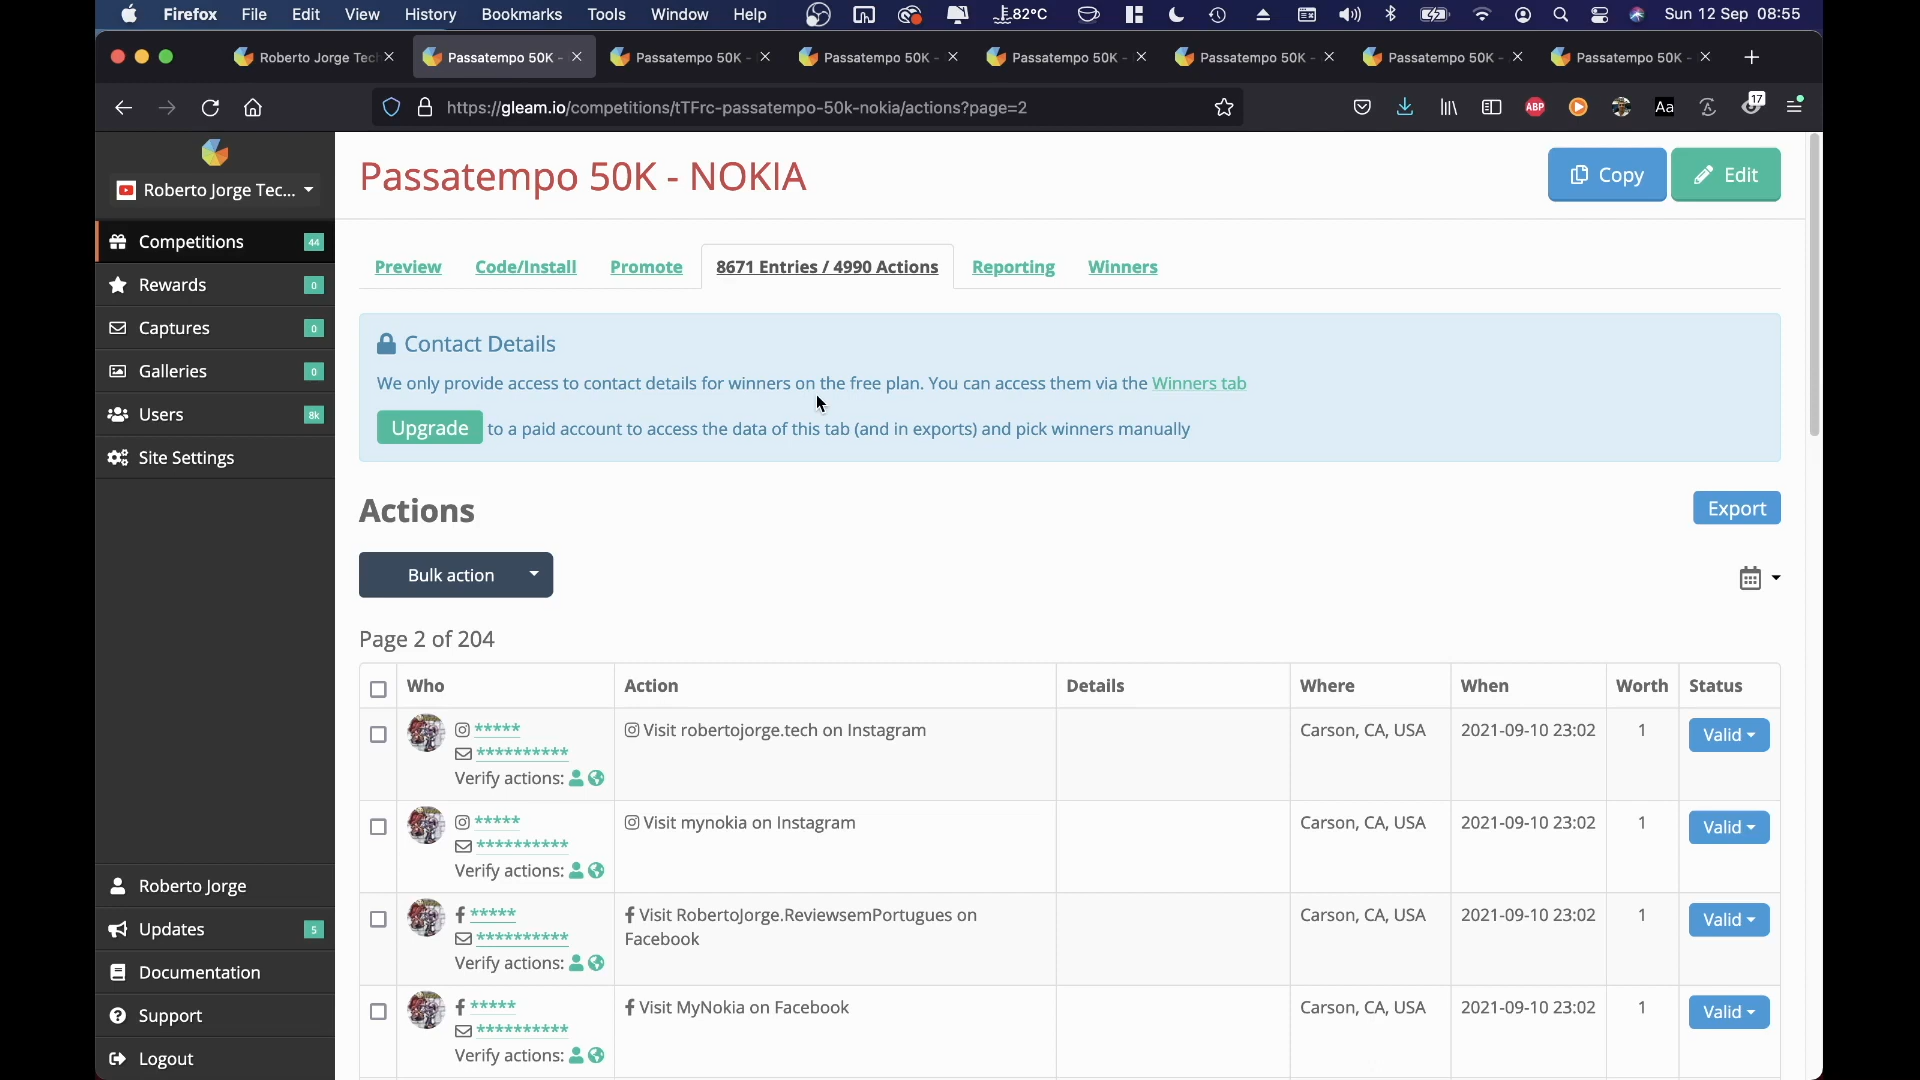 Firefox File Edit View History Bookmarks Tools Window Help 82°C Sun 12 Sep 08:55
Roberto Jorge Tec Passatempo 50K - Passatempo 50K - Passatempo 50K - Passatempo 50K - Passatempo 50K - Passatempo 50K - Passatempo 50K -
https://gleam.io/competitions/tTFrc-passatempo-50k-nokia/actions?page=2 ABP Aa 17
Roberto Jorge Tec...
Competitions 44
Rewards 0
Captures 0
Galleries 0
Users 8k
Site Settings
Roberto Jorge
Updates 5
Documentation
Support
Logout
Passatempo 50K - NOKIA
Copy Edit
Preview Code/Install Promote 8671 Entries / 4990 Actions Reporting Winners
Contact Details
We only provide access to contact details for winners on the free plan. You can access them via the Winners tab
Upgrade to a paid account to access the data of this tab (and in exports) and pick winners manually
Actions Export
Bulk action
Page 2 of 204
Who Action Details Where When Worth Status
***** Visit robertojorge.tech on Instagram Carson, CA, USA 2021-09-10 23:02 1 Valid
**********
Verify actions:
***** Visit mynokia on Instagram Carson, CA, USA 2021-09-10 23:02 1 Valid
**********
Verify actions:
***** Visit RobertoJorge.ReviewsemPortugues on Carson, CA, USA 2021-09-10 23:02 1 Valid
********** Facebook
Verify actions:
***** Visit MyNokia on Facebook Carson, CA, USA 2021-09-10 23:02 1 Valid
**********
Verify actions: